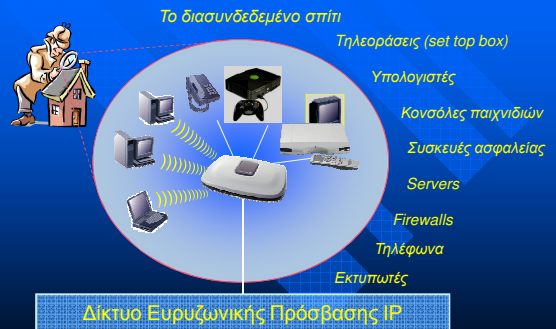 Το διασυνδεδεμένο σπίτι
Τηλεοράσεις (set top box)
Υπολογιστές
Κονσόλες παιχνιδιών
Συσκευές ασφαλείας
Servers
Firewalls
Τηλέφωνα
Εκτυπωτές
Δίκτυο Ευρυζωνικής Πρόσβασης IP